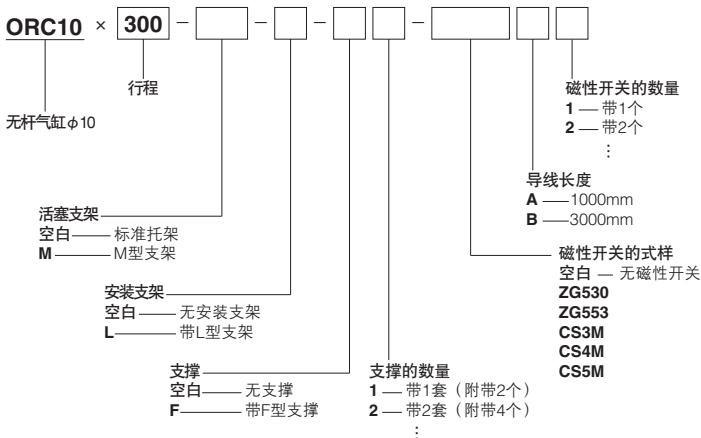 ORC10 × 300 – – – – 
行程
无杆气缸φ10
磁性开关的数量
1 — 带1个
2 — 带2个
⋮
导线长度
A — 1000mm
B — 3000mm
活塞支架
空白 — 标准托架
M — M型支架
磁性开关的式样
空白 — 无磁性开关
ZG530
ZG553
CS3M
CS4M
CS5M
安装支架
空白 — 无安装支架
L — 带L型支架
支撑
空白 — 无支撑
F — 带F型支撑
支撑的数量
1 — 带1套（附带2个）
2 — 带2套（附带4个）
⋮